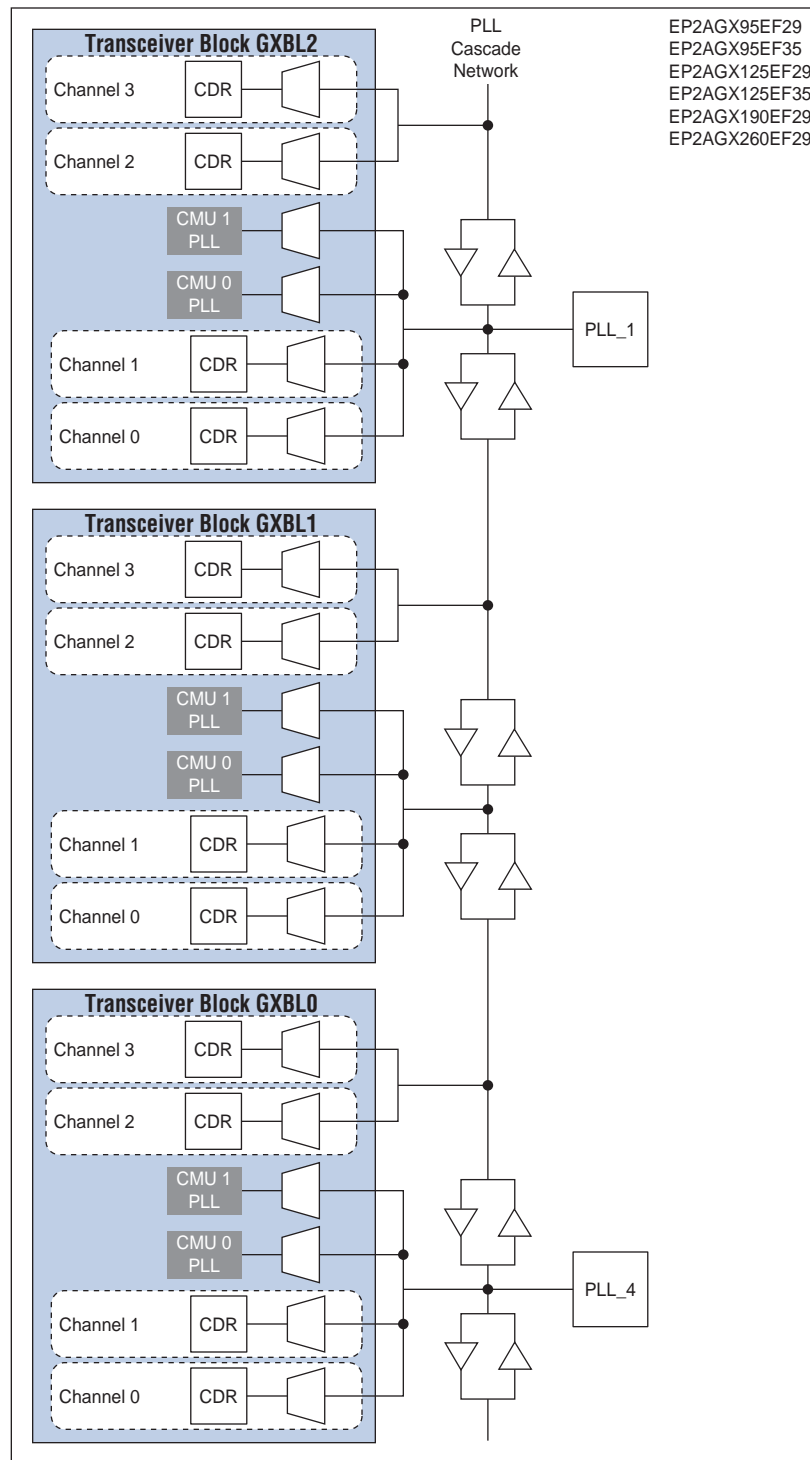 PLL
Cascade
Network
EP2AGX95EF29
EP2AGX95EF35
EP2AGX125EF29
EP2AGX125EF35
EP2AGX190EF29
EP2AGX260EF29
Transceiver Block GXBL2
Channel 3
CDR
Channel 2
CDR
CMU 1
PLL
CMU 0
PLL
PLL_1
Channel 1
CDR
Channel 0
CDR
Transceiver Block GXBL1
Channel 3
CDR
Channel 2
CDR
CMU 1
PLL
CMU 0
PLL
Channel 1
CDR
Channel 0
CDR
Transceiver Block GXBL0
Channel 3
CDR
Channel 2
CDR
CMU 1
PLL
CMU 0
PLL
PLL_4
Channel 1
CDR
Channel 0
CDR